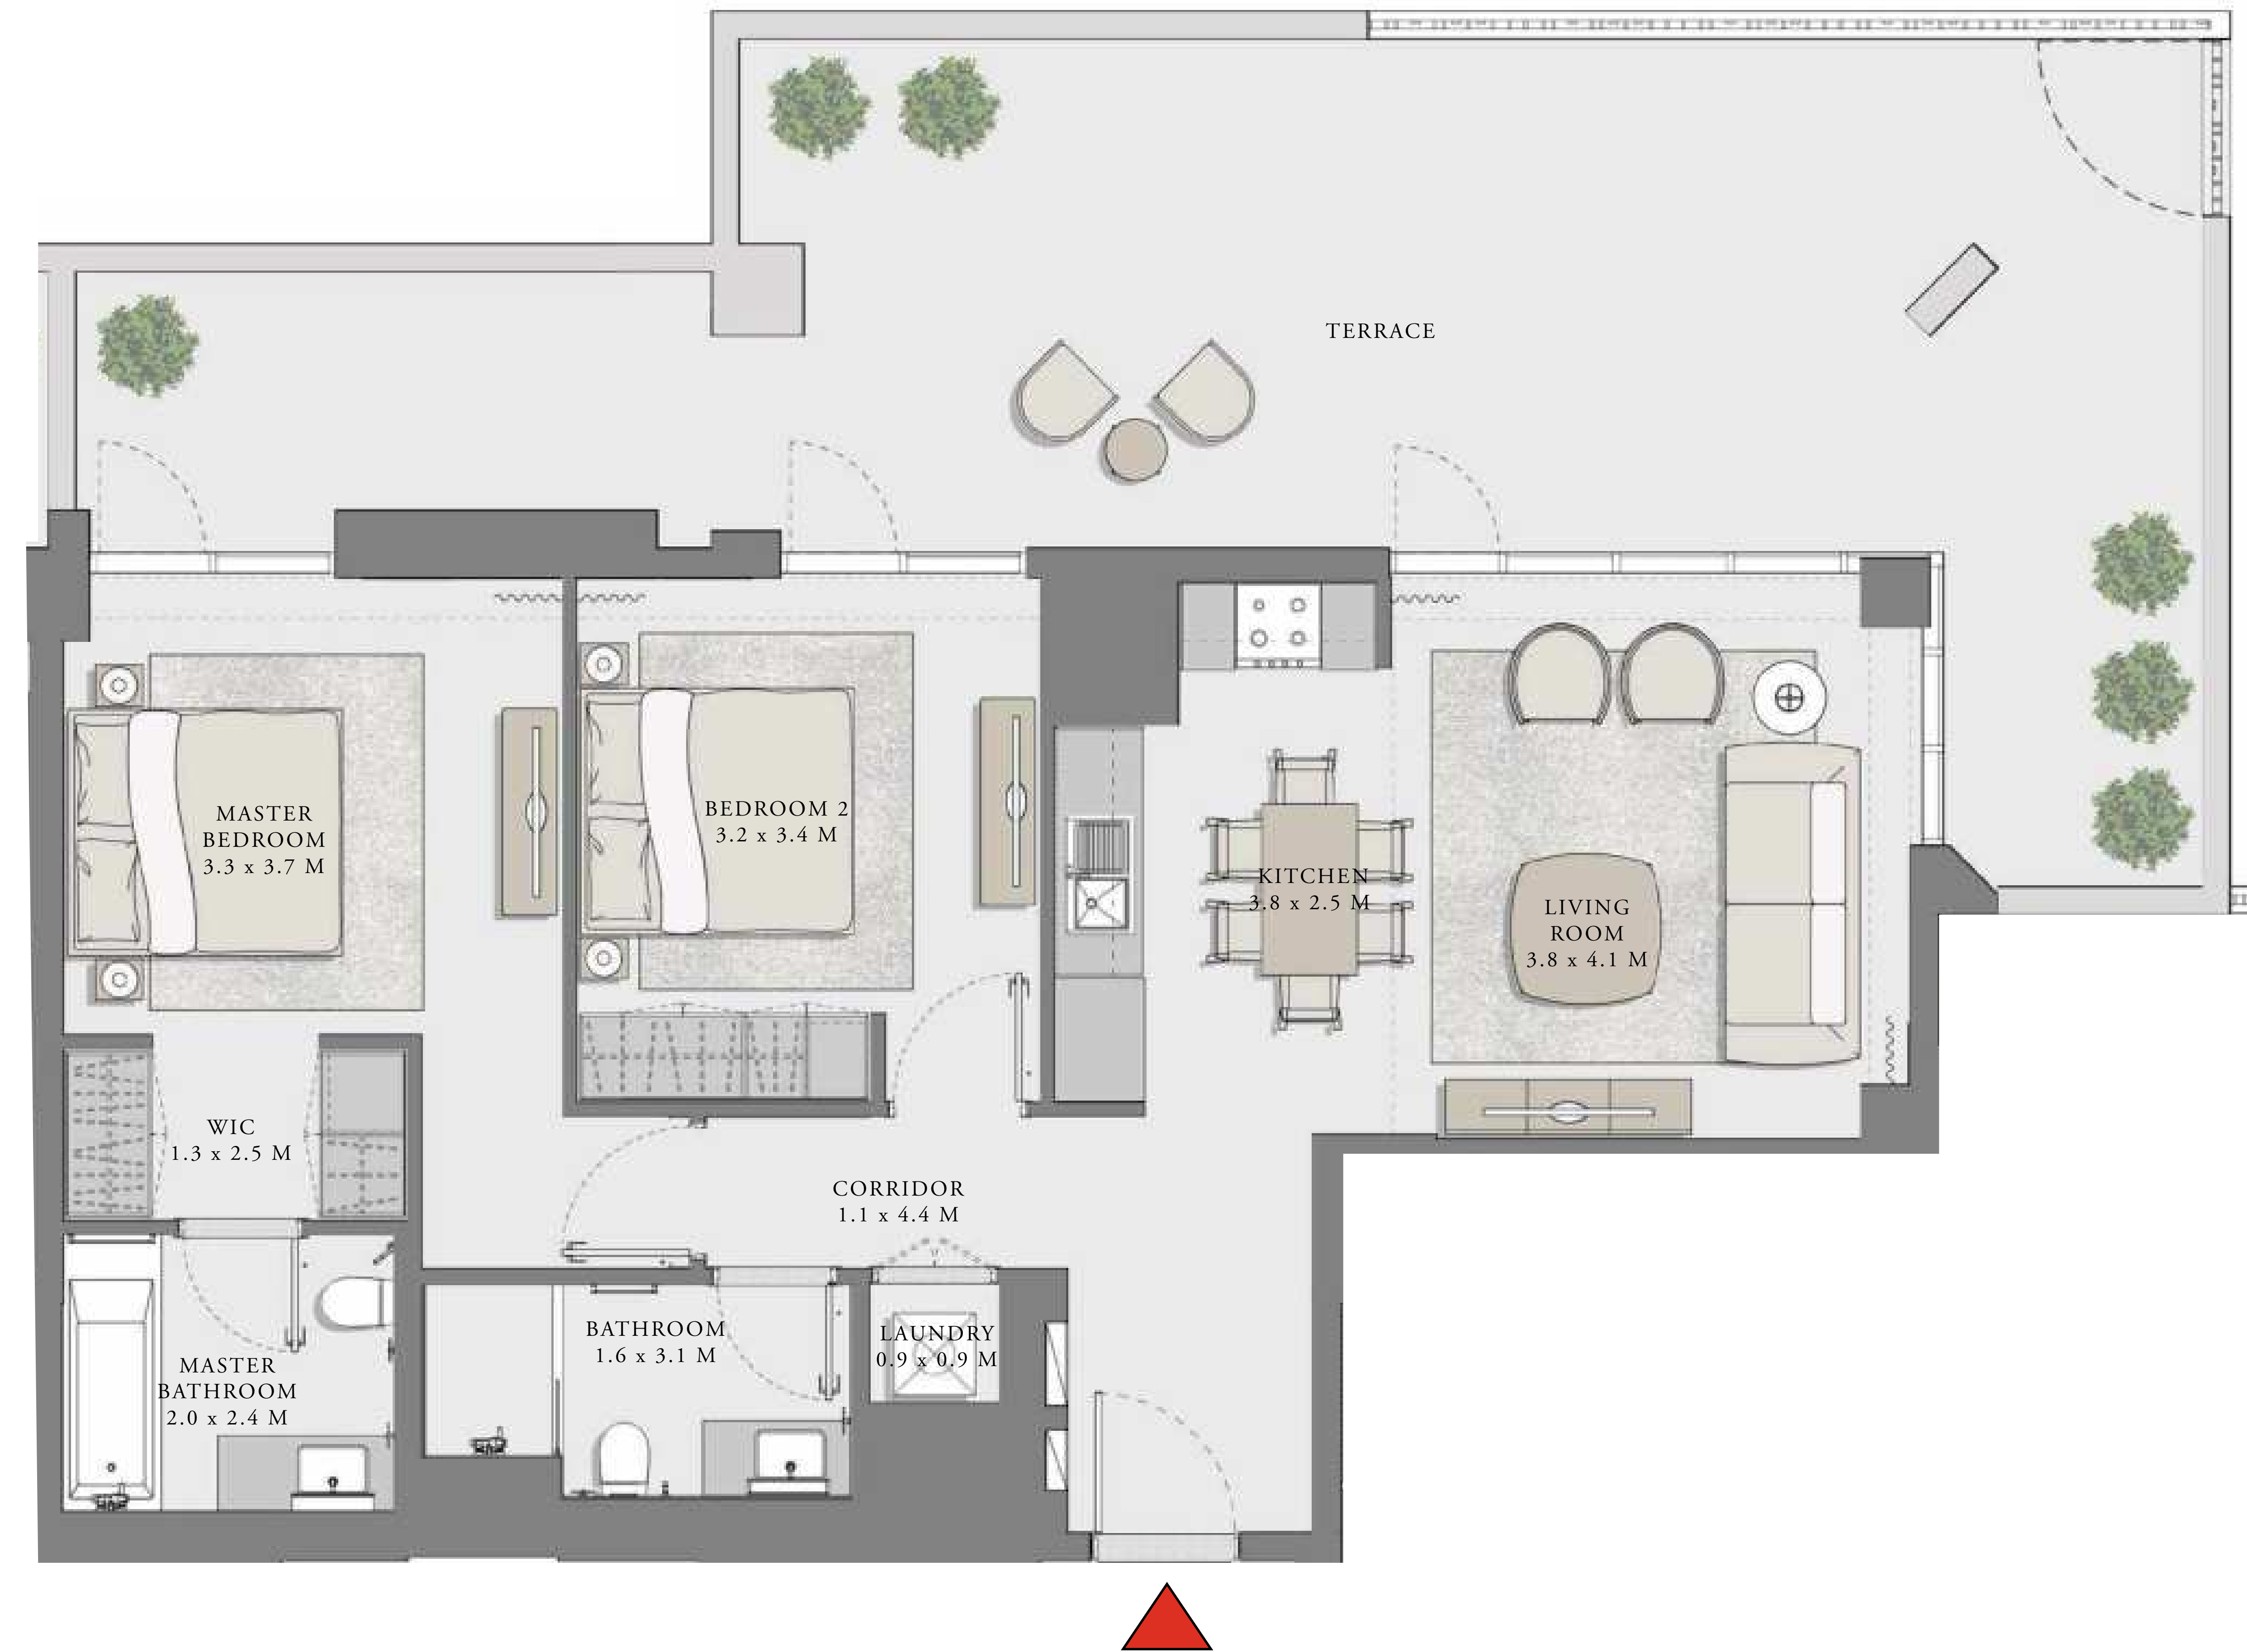 TERRACE
MASTER
BEDROOM
3.3 x 3.7 M
BEDROOM 2
3.2 x 3.4 M
KITCHEN
3.8 x 2.5 M
LIVING
ROOM
3.8 x 4.1 M
WIC
1.3 x 2.5 M
CORRIDOR
1.1 x 4.4 M
MASTER
BATHROOM
2.0 x 2.4 M
BATHROOM
1.6 x 3.1 M
LAUNDRY
0.9 x 0.9 M